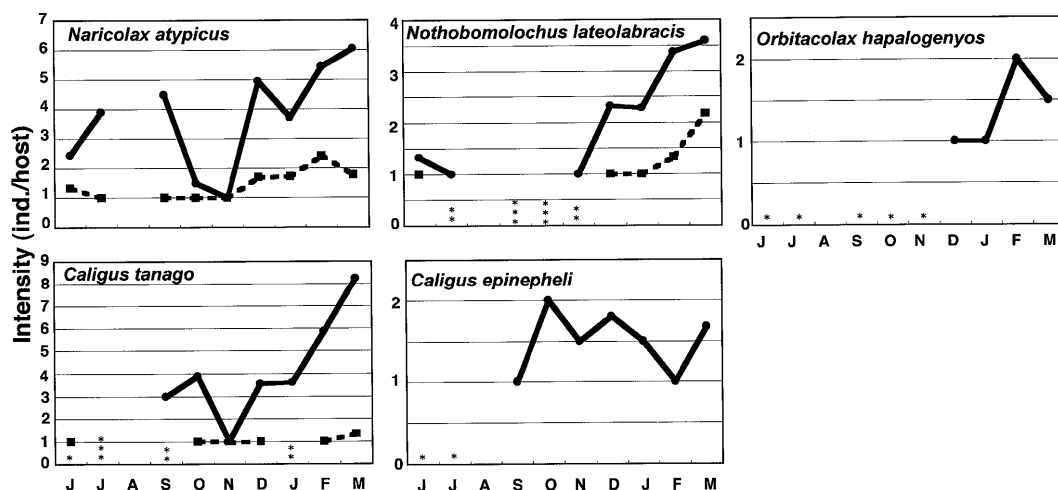 Intensity (ind./host)
Naricolax atypicus
7
6
5
4
3
2
1
0
Nothobomolochus lateolabracis
4
3
2
1
0
* * * * * * * * * *
Orbitacolax hapalogenyos
2
1
0
* * * * *
J J A S O N D J F M
Caligus tanago
9
8
7
6
5
4
3
2
1
0
* * * * * * * *
J J A S O N D J F M
Caligus epinepheli
2
1
0
* *
J J A S O N D J F M